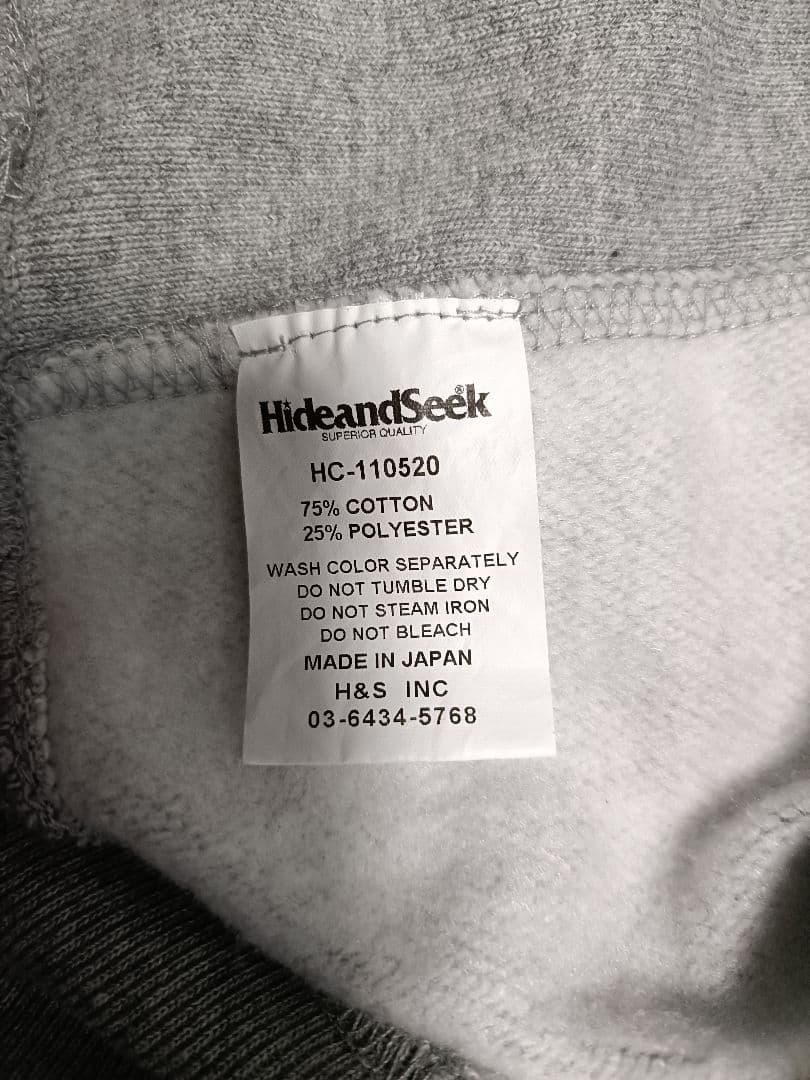 HideandSeek®
SUPERIOR QUALITY
HC-110520
75% COTTON
25% POLYESTER
WASH COLOR SEPARATELY
DO NOT TUMBLE DRY
DO NOT STEAM IRON
DO NOT BLEACH
MADE IN JAPAN
H&S INC
03-6434-5768